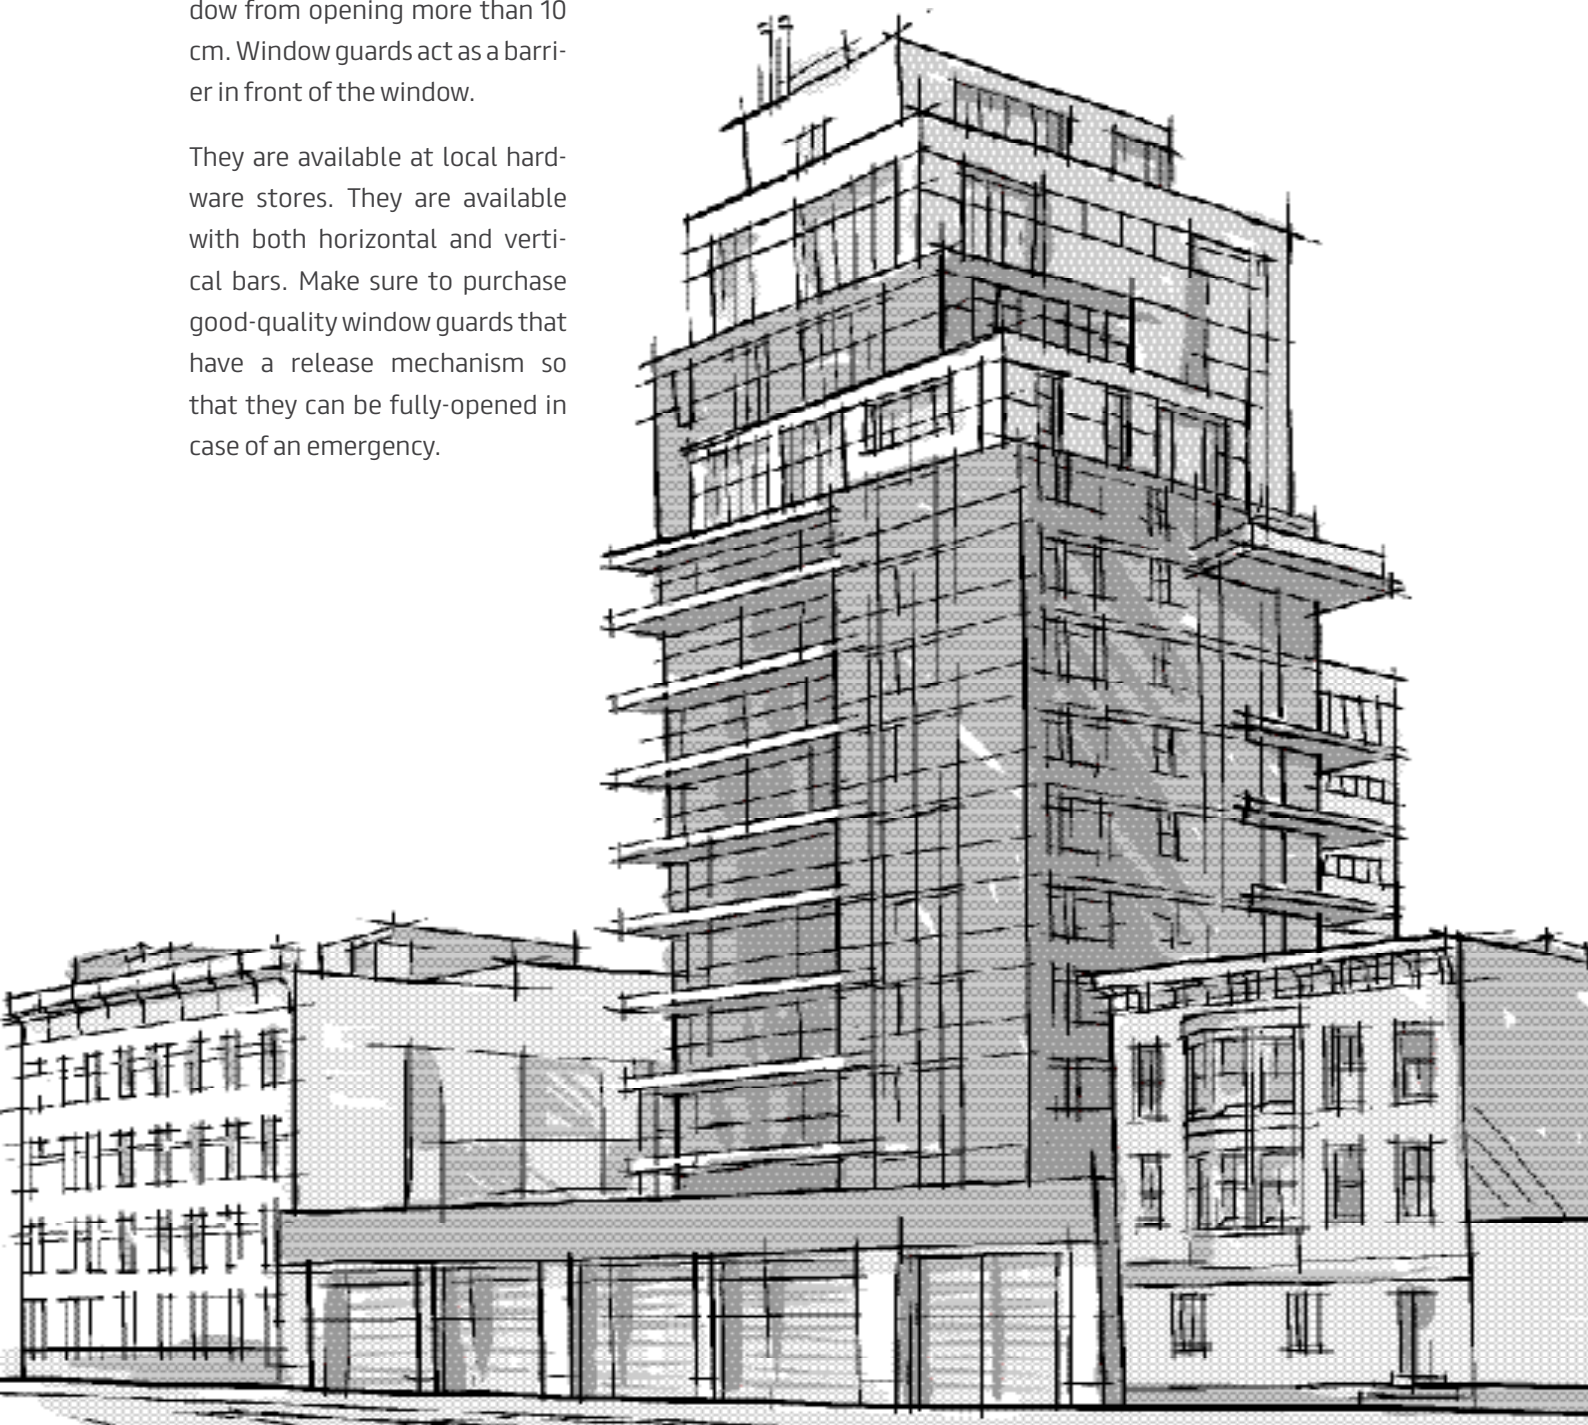 dow from opening more than 10
cm. Window guards act as a barri-
er in front of the window.
They are available at local hard-
ware stores. They are available
with both horizontal and verti-
cal bars. Make sure to purchase
good-quality window guards that
have a release mechanism so
that they can be fully-opened in
case of an emergency.